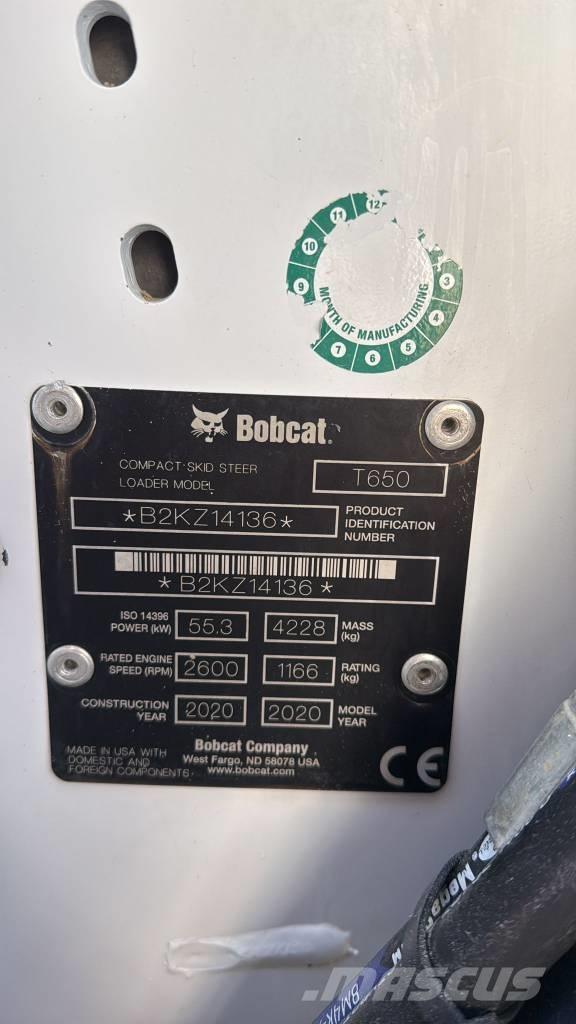 12
11
10
9
3
4
5
6
7
MONTH OF MANUFACTURING
Bobcat
COMPACT SKID STEER
LOADER MODEL
T650
*B2KZ14136*
PRODUCT
IDENTIFICATION
NUMBER
*B2KZ14136*
ISO 14396
POWER (kW)
55.3
4228
MASS
(kg)
RATED ENGINE
SPEED (RPM)
2600
1166
RATING
(kg)
CONSTRUCTION
YEAR
2020
2020
MODEL
YEAR
MADE IN USA WITH
DOMESTIC AND
FOREIGN COMPONENTS
Bobcat Company
West Fargo, ND 58078 USA
www.bobcat.com
CE
MASCUS